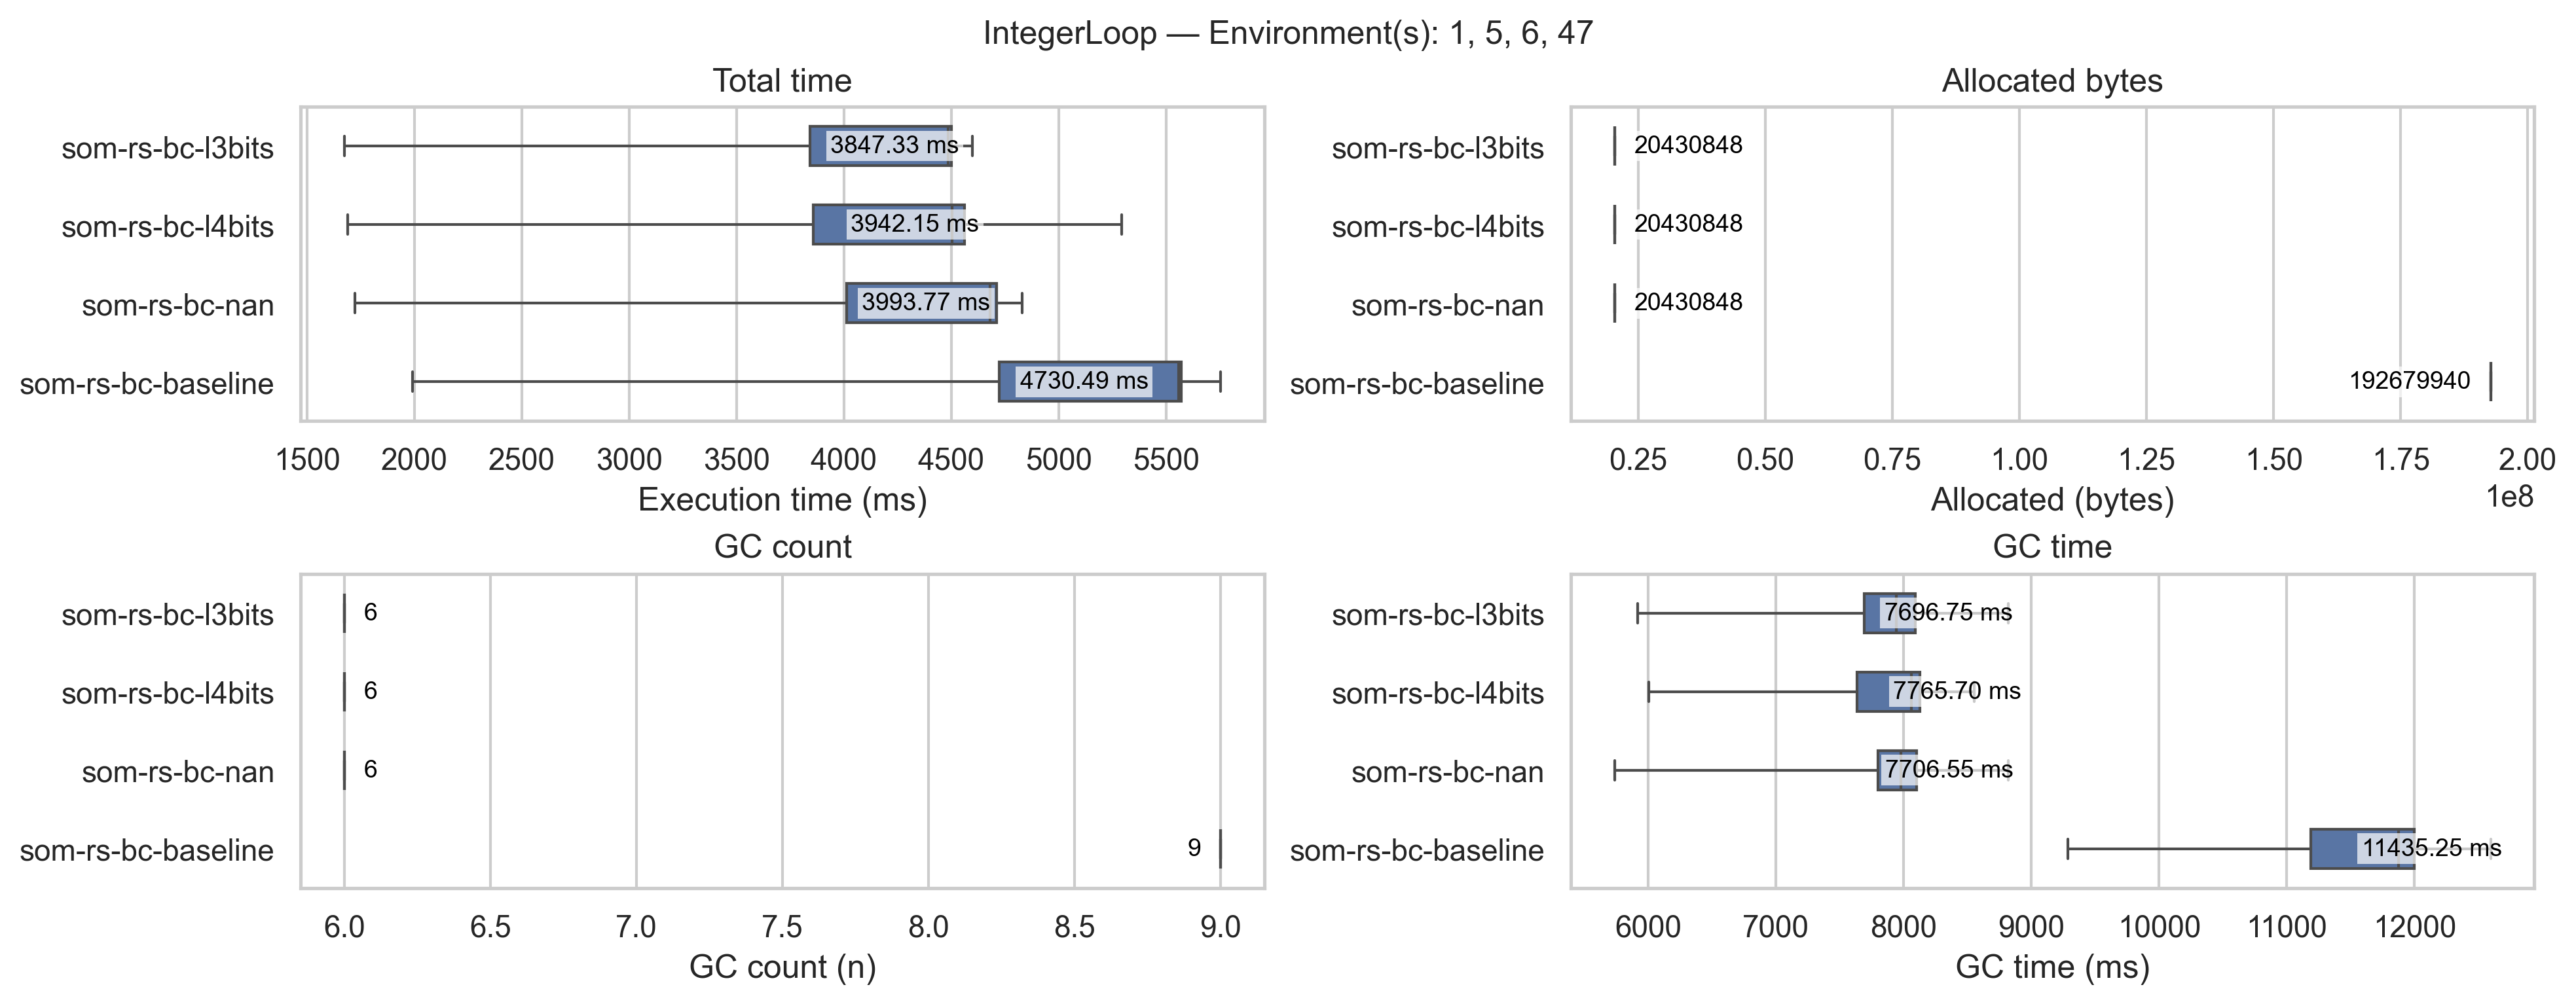 IntegerLoop — Environment(s): 1, 5, 6, 47
Total time
som-rs-bc-l3bits
3847.33 ms
som-rs-bc-l4bits
3942.15 ms
som-rs-bc-nan
3993.77 ms
som-rs-bc-baseline
4730.49 ms
1500 2000 2500 3000 3500 4000 4500 5000 5500
Execution time (ms)
Allocated bytes
som-rs-bc-l3bits
20430848
som-rs-bc-l4bits
20430848
som-rs-bc-nan
20430848
som-rs-bc-baseline
192679940
0.25 0.50 0.75 1.00 1.25 1.50 1.75 2.00
1e8
Allocated (bytes)
GC count
som-rs-bc-l3bits
6
som-rs-bc-l4bits
6
som-rs-bc-nan
6
som-rs-bc-baseline
9
6.0 6.5 7.0 7.5 8.0 8.5 9.0
GC count (n)
GC time
som-rs-bc-l3bits
7696.75 ms
som-rs-bc-l4bits
7765.70 ms
som-rs-bc-nan
7706.55 ms
som-rs-bc-baseline
11435.25 ms
6000 7000 8000 9000 10000 11000 12000
GC time (ms)